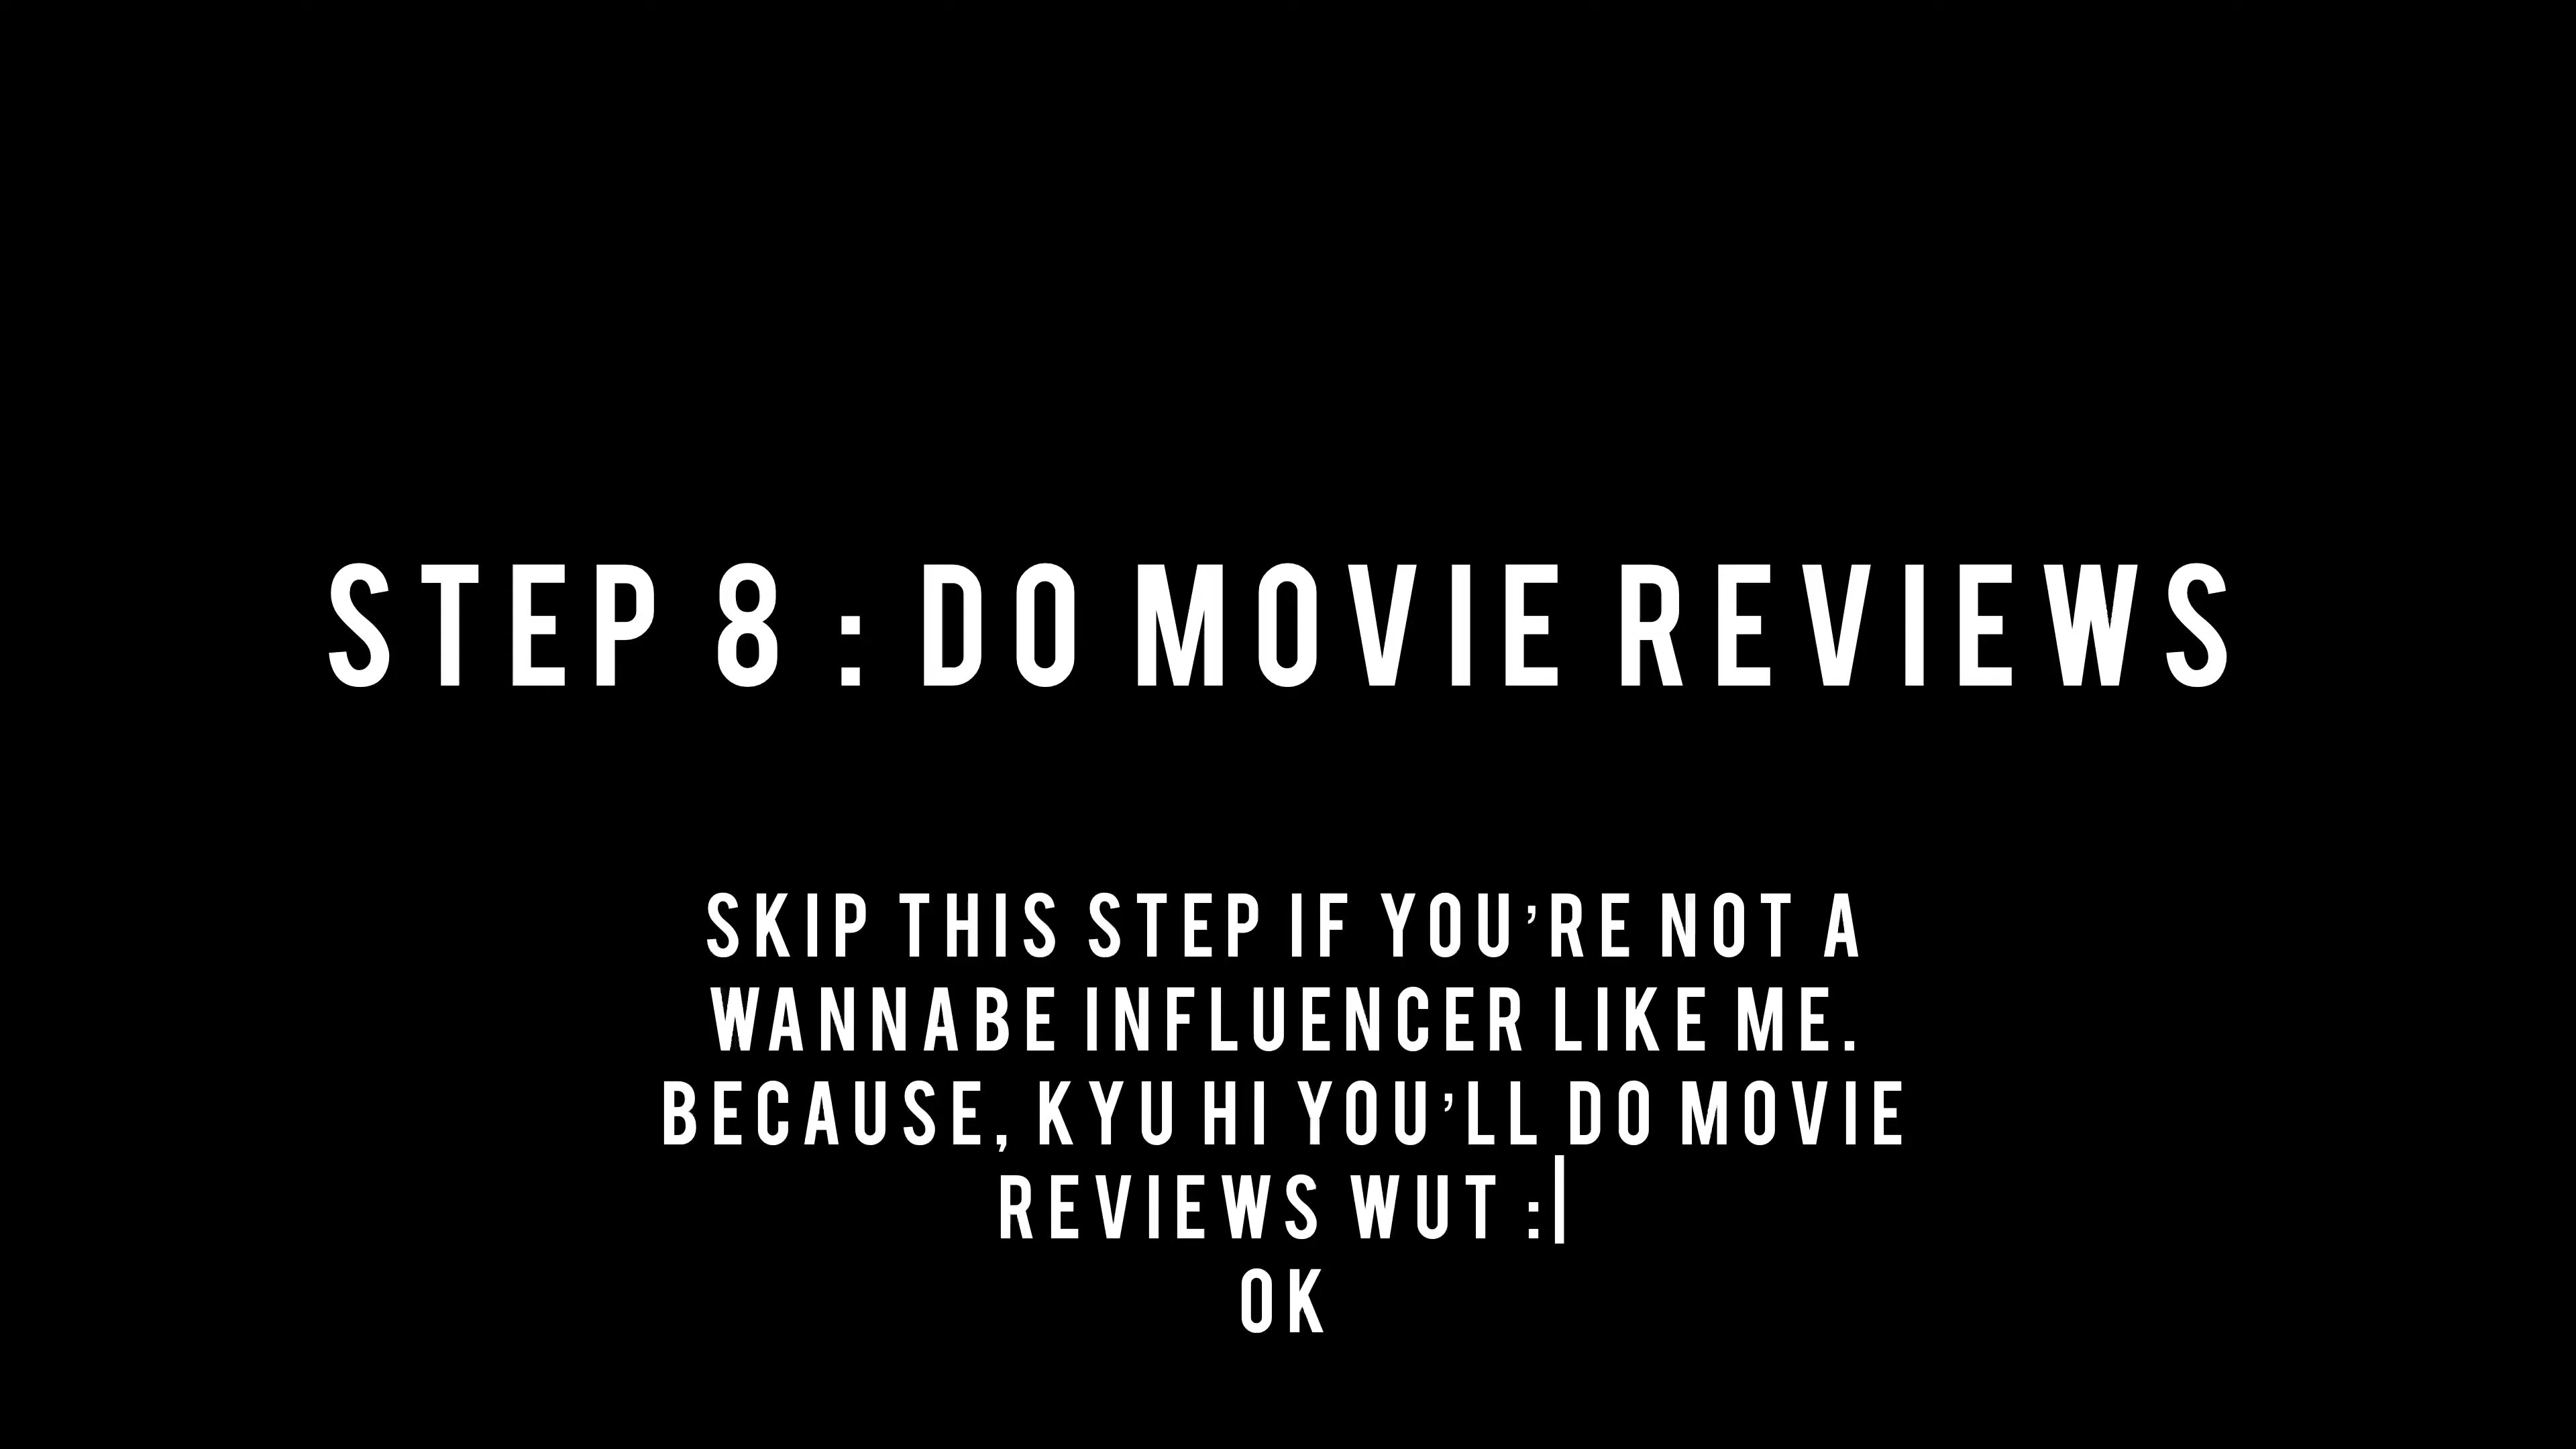 STEP 8 : DO MOVIE REVIEWS
SKIP THIS STEP IF YOU'RE NOT A
WANNABE INFLUENCER LIKE ME.
BECAUSE, KYU HI YOU'LL DO MOVIE
REVIEWS WUT :|
OK